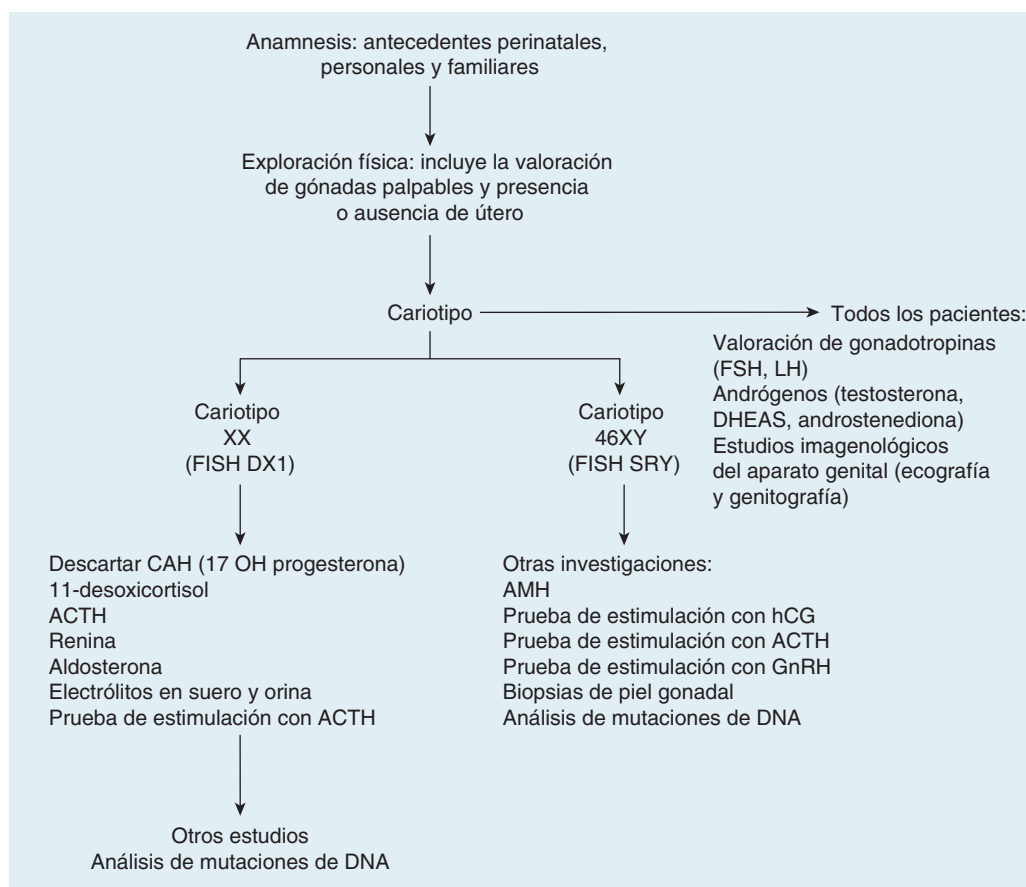 Anamnesis: antecedentes perinatales,
personales y familiares
Exploración física: incluye la valoración
de gónadas palpables y presencia
o ausencia de útero
Cariotipo
Todos los pacientes:
Valoración de gonadotropinas
(FSH, LH)
Andrógenos (testosterona,
DHEAS, androstenediona)
Estudios imagenológicos
del aparato genital (ecografía
y genitografía)
Cariotipo
XX
(FISH DX1)
Cariotipo
46XY
(FISH SRY)
Descartar CAH (17 OH progesterona)
11-desoxicortisol
ACTH
Renina
Aldosterona
Electrólitos en suero y orina
Prueba de estimulación con ACTH
Otras investigaciones:
AMH
Prueba de estimulación con hCG
Prueba de estimulación con ACTH
Prueba de estimulación con GnRH
Biopsias de piel gonadal
Análisis de mutaciones de DNA
Otros estudios
Análisis de mutaciones de DNA